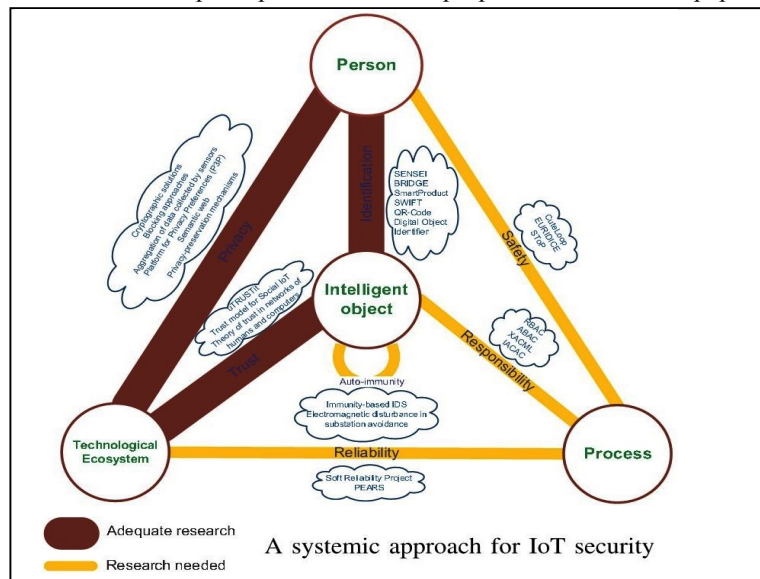 Person
Cryptographic solutions
Blocking approaches
Aggregation of data collected by sensors
Platform for Privacy Preferences (P3P)
Semantic web
Privacy-preservation mechanisms
Privacy
Identification
SENSEI
BRIDGE
SmartProduct
SWIFT
QR-Code
Digital Object
Identifier
CuteLoop
EURIDICE
SToP
Safety
uTRUSTit
Trust model for Social IoT
Theory of trust in networks of
humans and computers
Trust
Intelligent
object
RBAC
ABAC
XACML
IACAC
Responsibility
Auto-immunity
Immunity-based IDS
Electromagnetic disturbance in
substation avoidance
Technological
Ecosystem
Reliability
Process
Soft Reliability Project
PEARS
Adequate research
Research needed
A systemic approach for IoT security